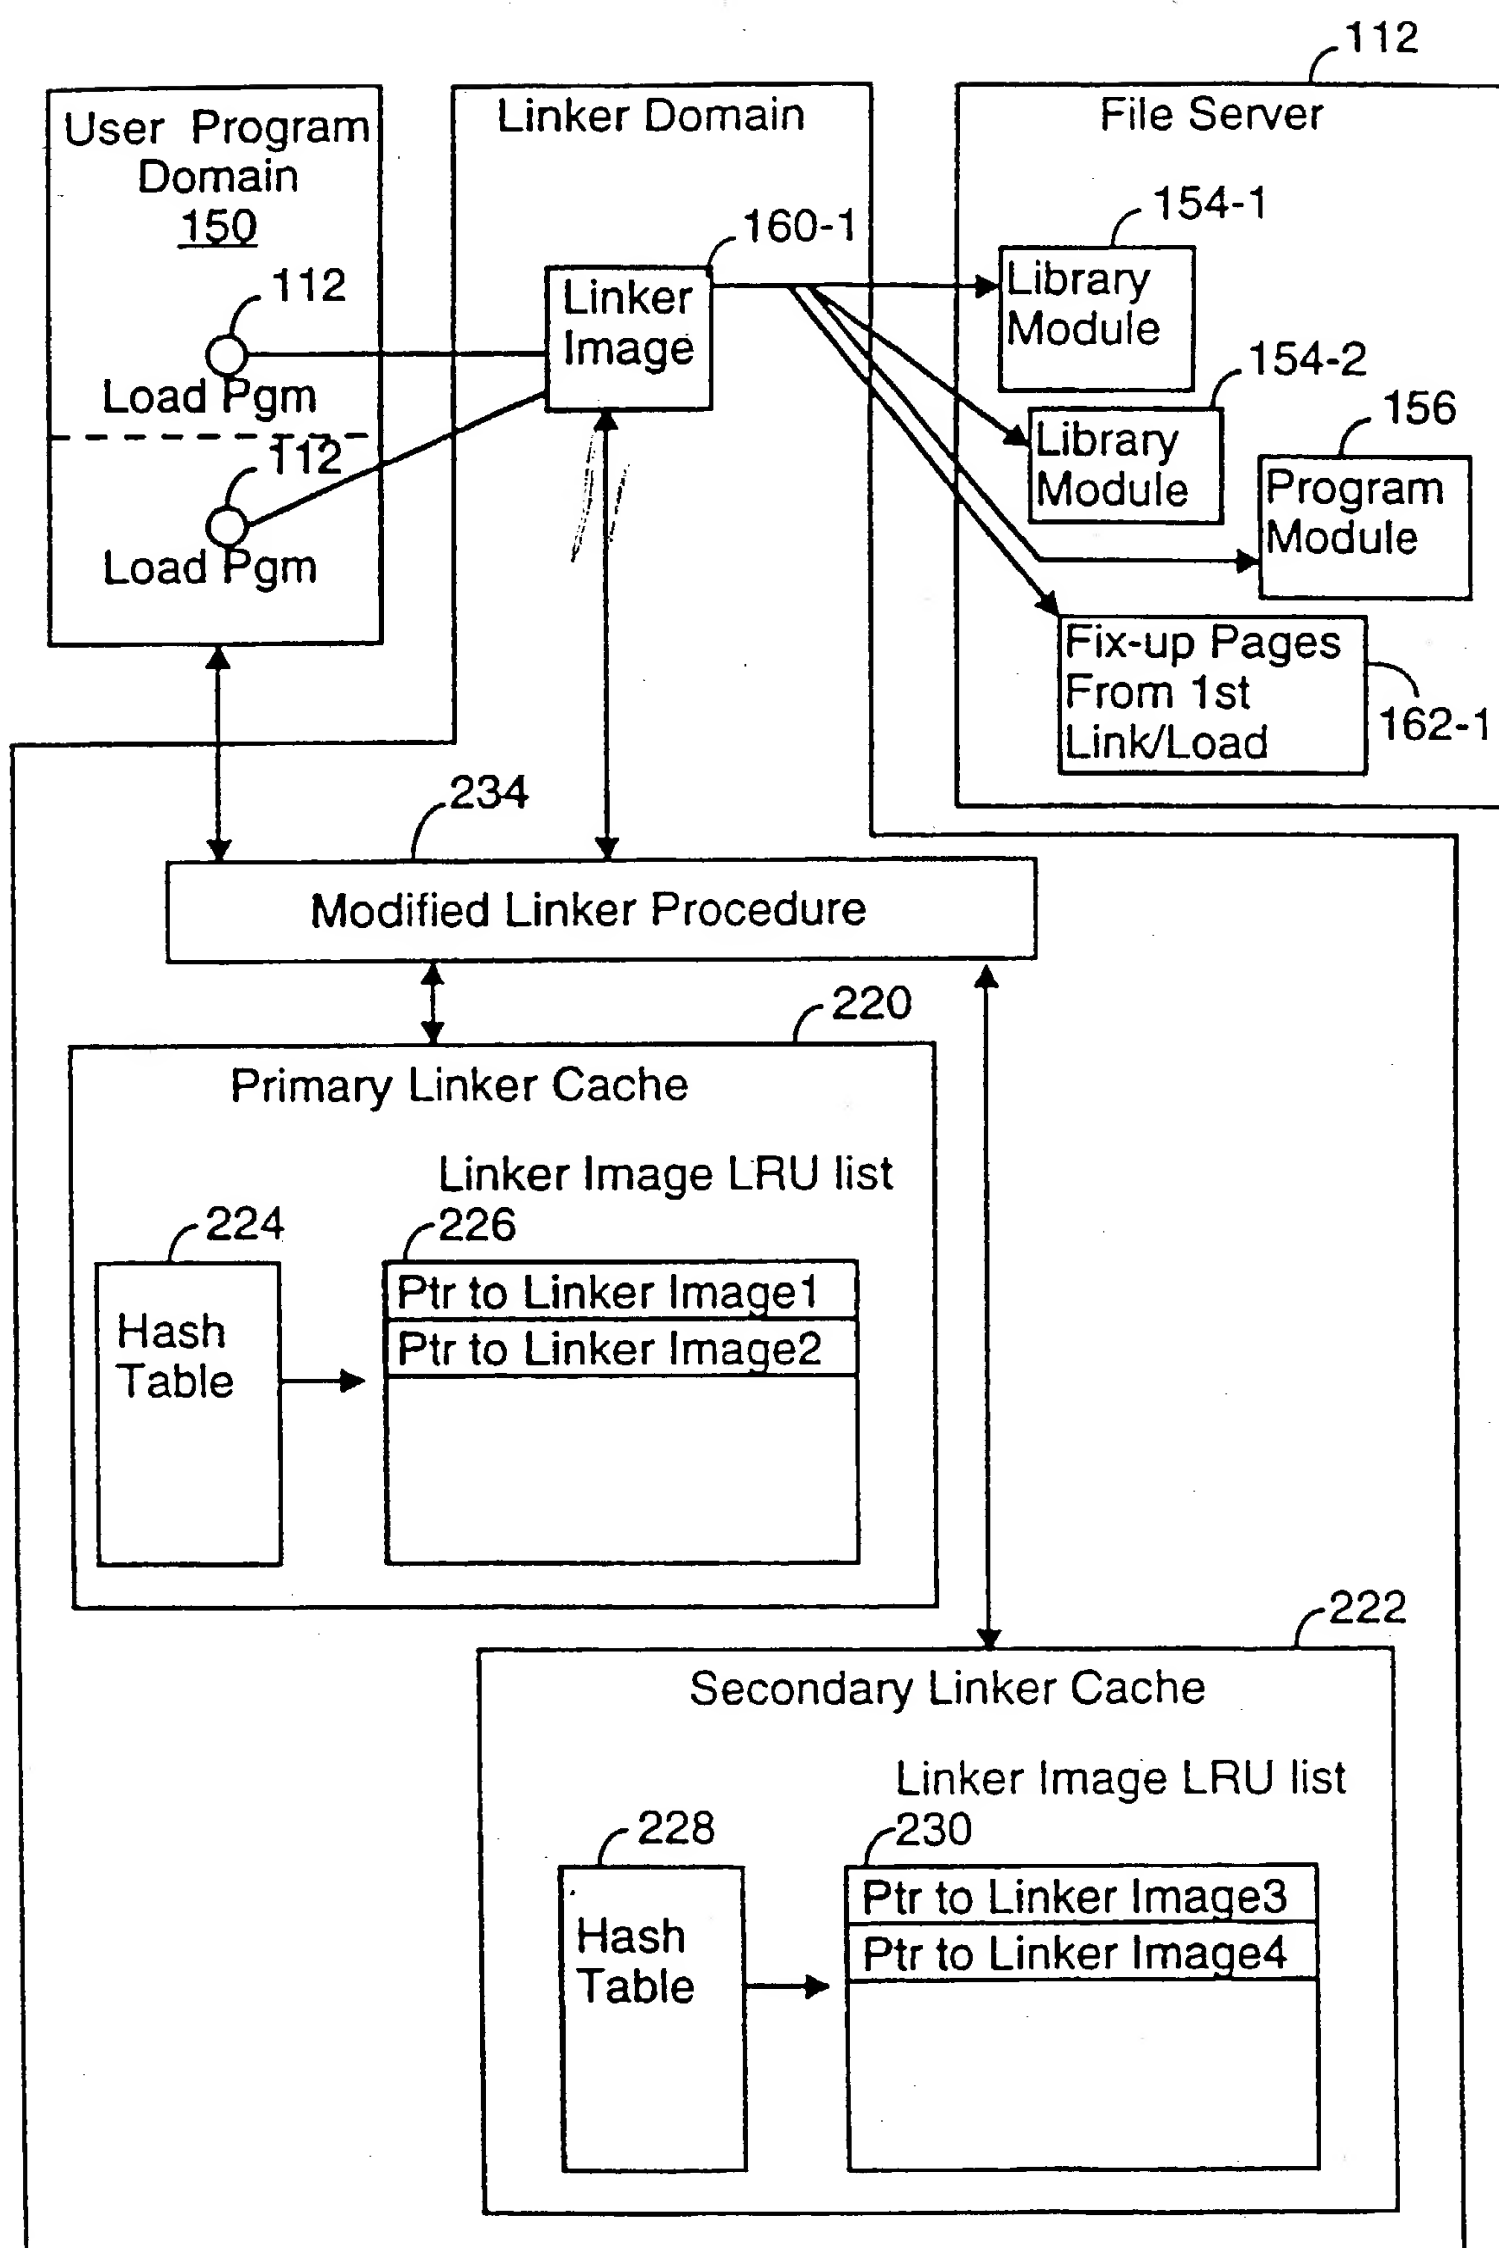 112
User Program
Domain
150
112
Load Pgm
112
Load Pgm
Linker Domain
160-1
Linker
Image
File Server
154-1
Library
Module
154-2
Library
Module
156
Program
Module
Fix-up Pages
From 1st
Link/Load
162-1
234
Modified Linker Procedure
220
Primary Linker Cache
Linker Image LRU list
224
226
Hash
Table
Ptr to Linker Image1
Ptr to Linker Image2
222
Secondary Linker Cache
Linker Image LRU list
228
230
Hash
Table
Ptr to Linker Image3
Ptr to Linker Image4